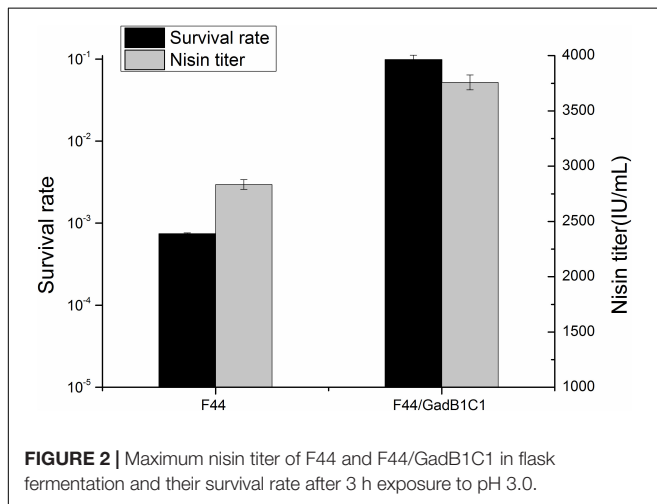 Survival rate
Nisin titer
10⁻¹
10⁻²
10⁻³
10⁻⁴
10⁻⁵
Survival rate
4000
3500
3000
2500
2000
1500
1000
Nisin titer(IU/mL)
F44
F44/GadB1C1
FIGURE 2 | Maximum nisin titer of F44 and F44/GadB1C1 in flask
fermentation and their survival rate after 3 h exposure to pH 3.0.